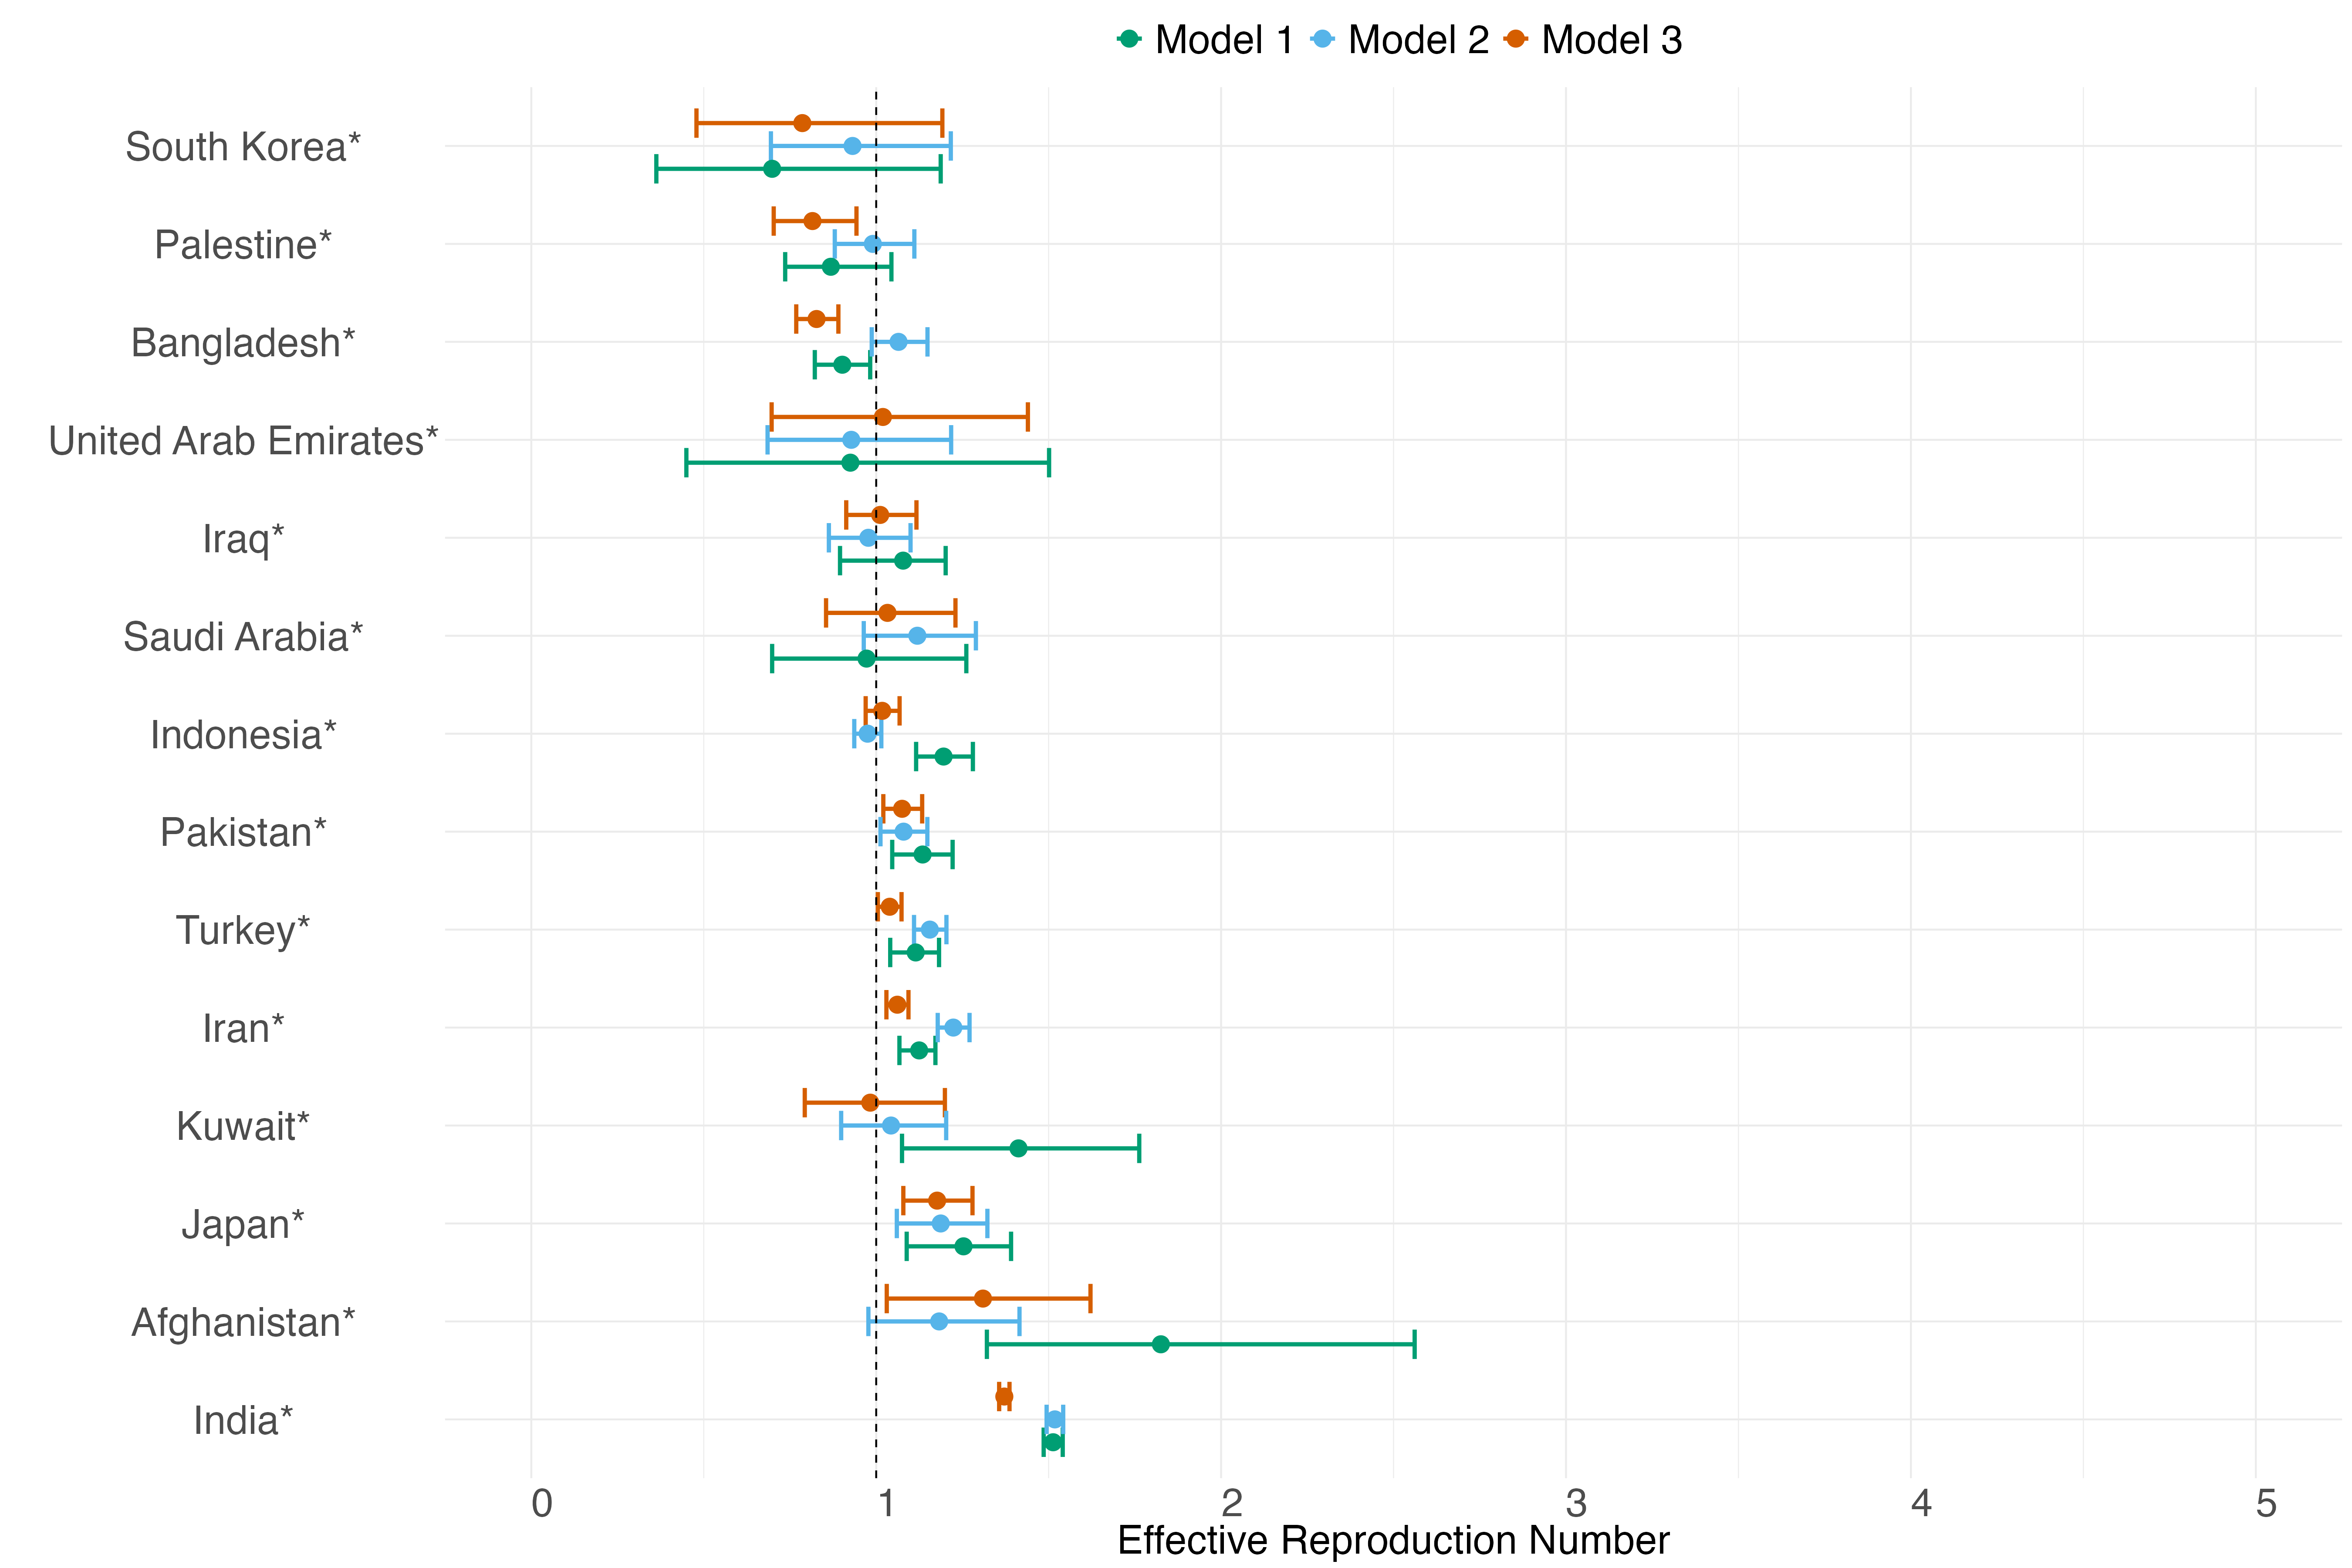 Model 1 Model 2 Model 3
South Korea*
Palestine*
Bangladesh*
United Arab Emirates*
Iraq*
Saudi Arabia*
Indonesia*
Pakistan*
Turkey*
Iran*
Kuwait*
Japan*
Afghanistan*
India*
0 1 2 3 4 5
Effective Reproduction Number